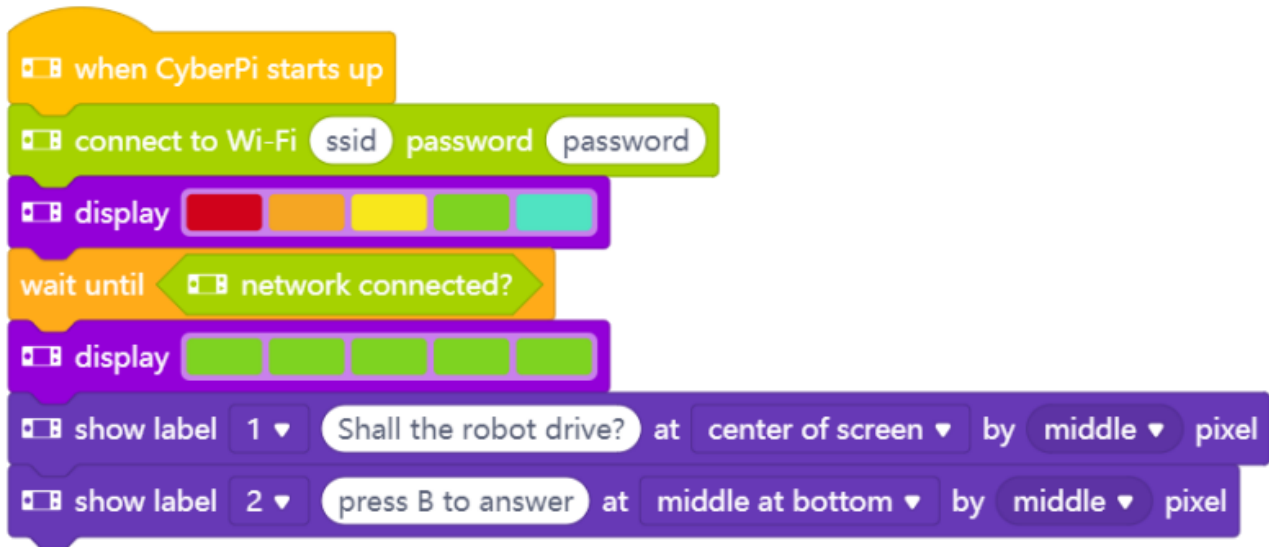 when CyberPi starts up
connect to Wi-Fi ssid password password
display
wait until network connected?
display
show label 1 Shall the robot drive? at center of screen by middle pixel
show label 2 press B to answer at middle at bottom by middle pixel